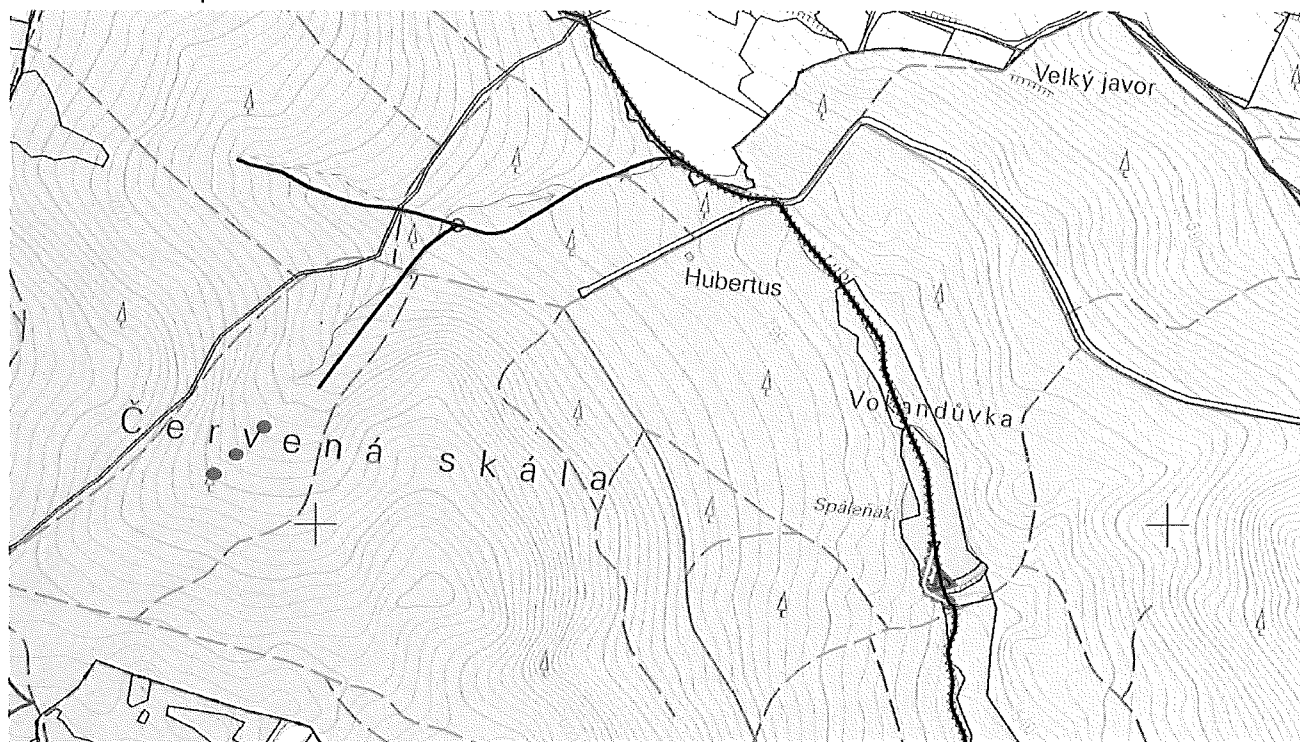 Velký javor
Hubertus
Vokandůvka
Červená skála
Spáleňák